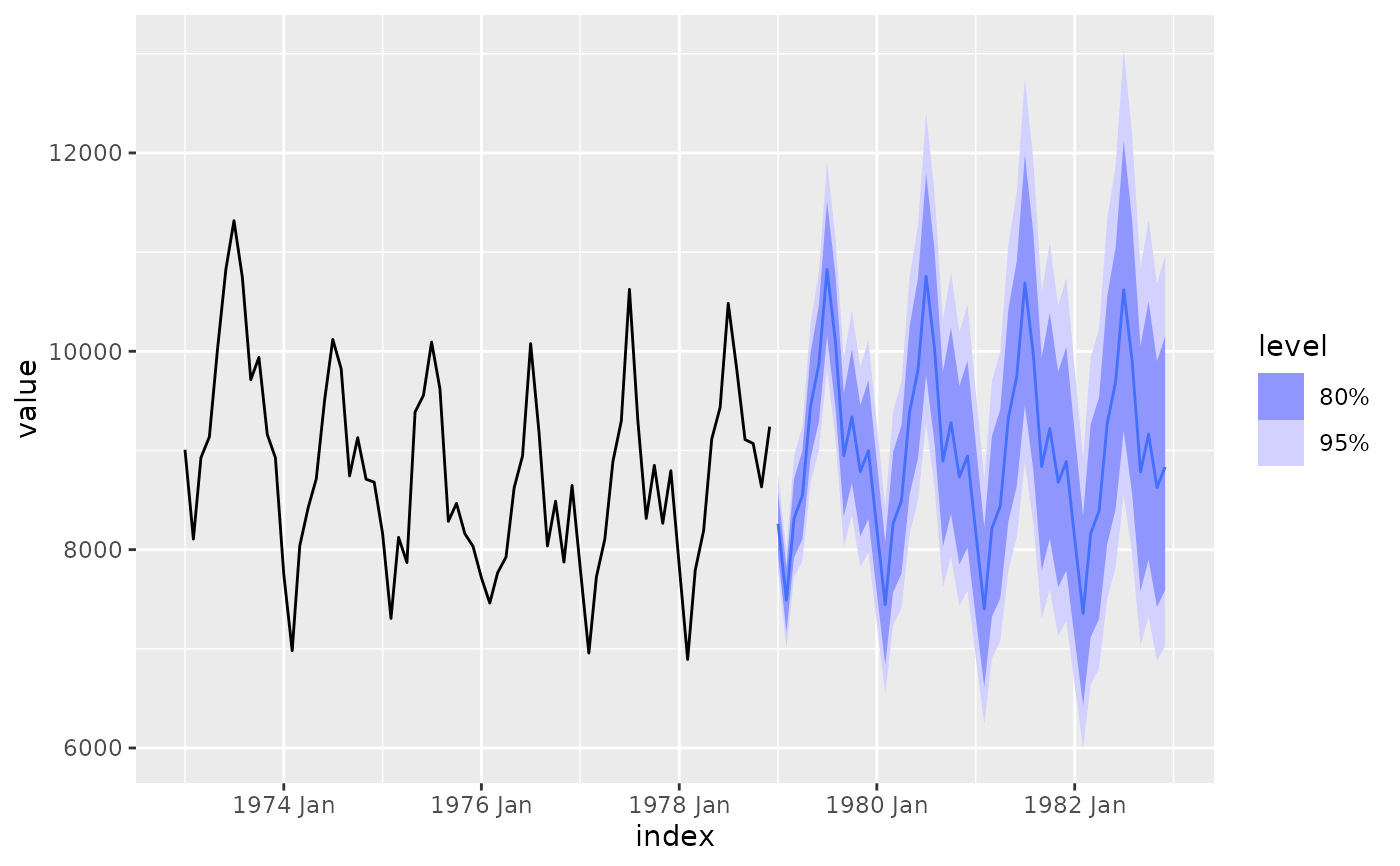 12000
10000
8000
6000
value
1974 Jan
1976 Jan
1978 Jan
1980 Jan
1982 Jan
index
level
80%
95%